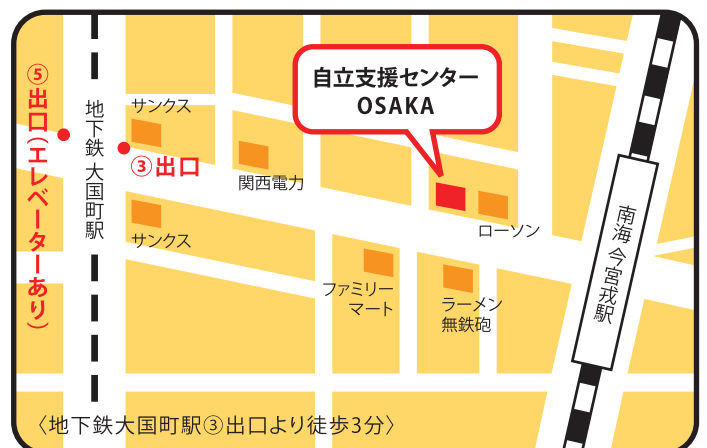 自立支援センター
OSAKA
⑤出口(エレベーターあり)
地下鉄 大国町駅
サンクス
③出口
関西電力
サンクス
ローソン
ファミリー
マート
ラーメン
無鉄砲
南海 今宮戎駅
〈地下鉄大国町駅③出口より徒歩3分〉